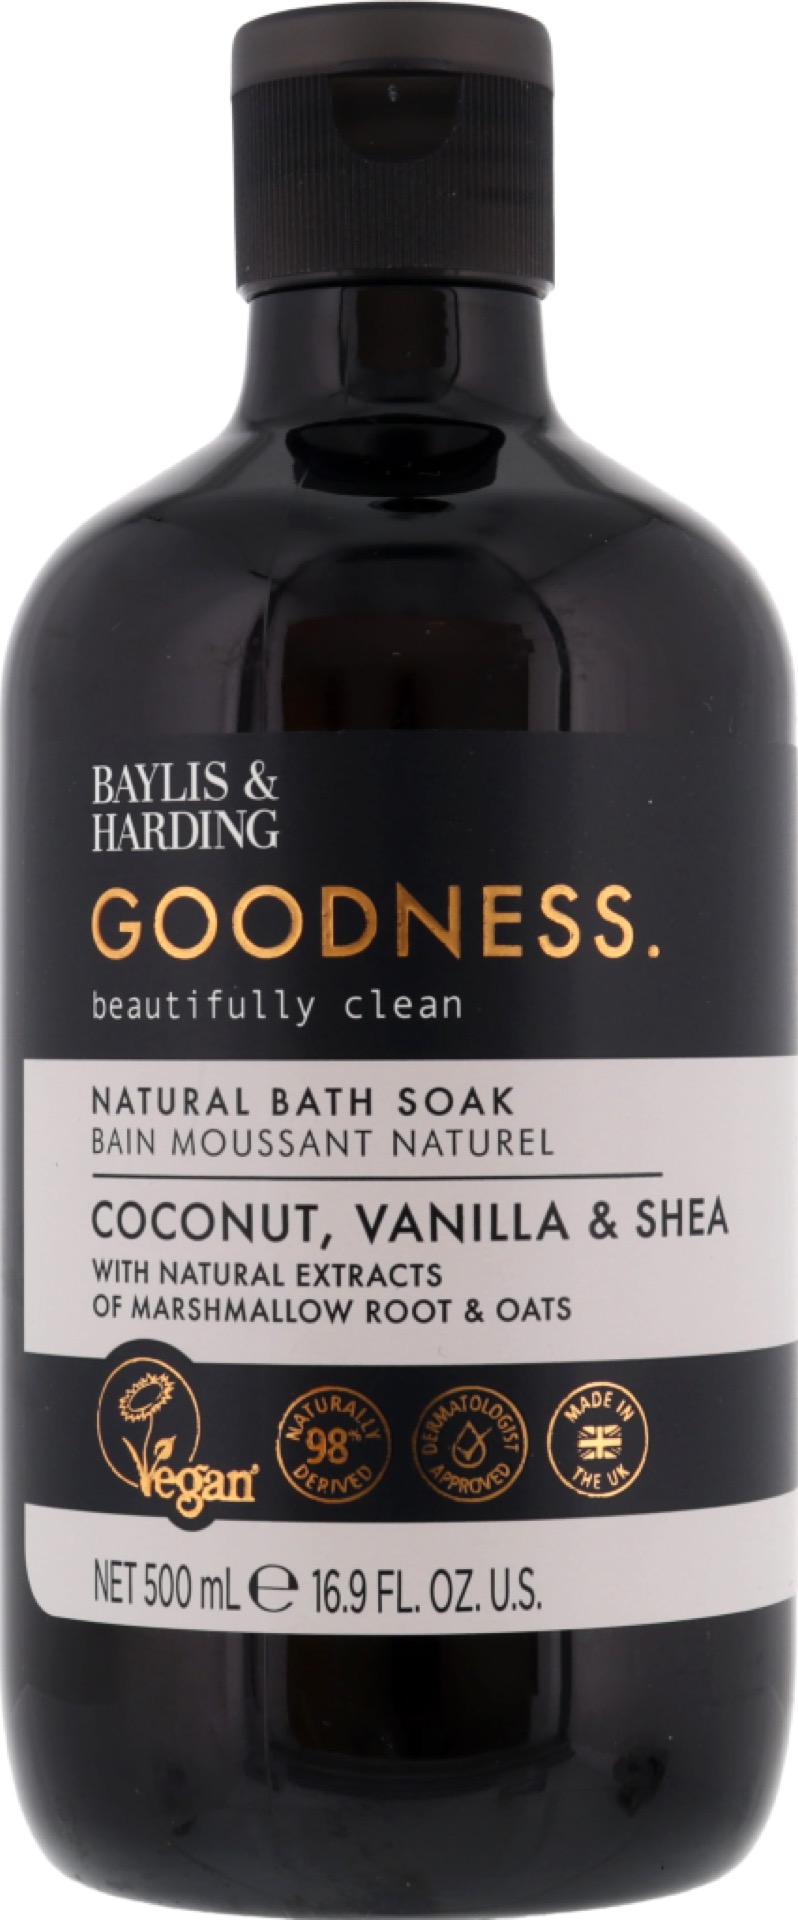 BAYLIS &
HARDING
GOODNESS.
beautifully clean
NATURAL BATH SOAK
BAIN MOUSSANT NATUREL
COCONUT, VANILLA & SHEA
WITH NATURAL EXTRACTS
OF MARSHMALLOW ROOT & OATS
Vegan
NATURALLY
98*
DERIVED
DERMATOLOGIST
APPROVED
MADE IN
THE UK
NET 500 mL ℮ 16.9 FL. OZ. U.S.